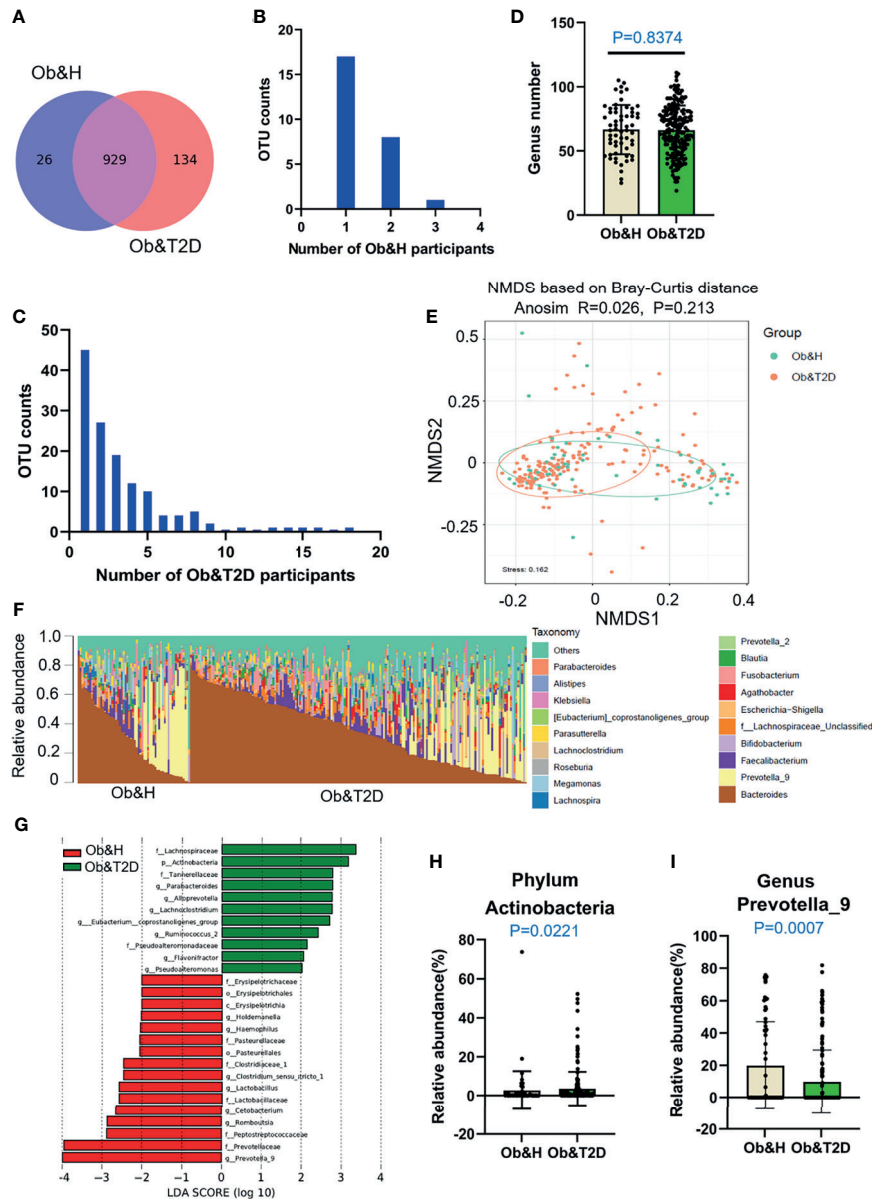 A
Ob&H
26
929
134
Ob&T2D
B
OTU counts
20
15
10
5
0
0
1
2
3
4
Number of Ob&H participants
D
P=0.8374
Genus number
150
100
50
0
Ob&H
Ob&T2D
C
OTU counts
50
40
30
20
10
0
0
5
10
15
20
Number of Ob&T2D participants
E
NMDS based on Bray-Curtis distance
Anosim R=0.026, P=0.213
NMDS2
0.5
0.25
0
-0.25
Stress: 0.162
-0.2
0
0.2
0.4
NMDS1
Group
Ob&H
Ob&T2D
F
Relative abundance
1.0
0.8
0.6
0.4
0.2
0
Ob&H
Ob&T2D
Taxonomy
Others
Parabacteroides
Alistipes
Klebsiella
[Eubacterium]_coprostanoligenes_group
Parasutterella
Lachnoclostridium
Roseburia
Megamonas
Lachnospira
Prevotella_2
Blautia
Fusobacterium
Agathobacter
Escherichia-Shigella
f__Lachnospiraceae_Unclassified
Bifidobacterium
Faecalibacterium
Prevotella_9
Bacteroides
G
Ob&H
Ob&T2D
f__Lachnospiraceae
p__Actinobacteria
f__Tannerellaceae
g__Parabacteroides
g__Alloprevotella
g__Lachnoclostridium
g___Eubacterium__coprostanoligenes_group
g__Ruminococcus_2
f__Pseudoalteromonadaceae
g__Flavonifractor
g__Pseudoalteromonas
f__Erysipelotrichaceae
o__Erysipelotrichales
c__Erysipelotrichia
g__Holdemanella
g__Haemophilus
f__Pasteurellaceae
o__Pasteurellales
f__Clostridiaceae_1
g__Clostridium_sensu_stricto_1
g__Lactobacillus
f__Lactobacillaceae
g__Cetobacterium
g__Romboutsia
f__Peptostreptococcaceae
f__Prevotellaceae
g__Prevotella_9
-4
-3
-2
-1
0
1
2
3
4
LDA SCORE (log 10)
H
Phylum
Actinobacteria
P=0.0221
Relative abundance(%)
80
60
40
20
0
-20
Ob&H
Ob&T2D
I
Genus
Prevotella_9
P=0.0007
Relative abundance(%)
100
80
60
40
20
0
-20
Ob&H
Ob&T2D